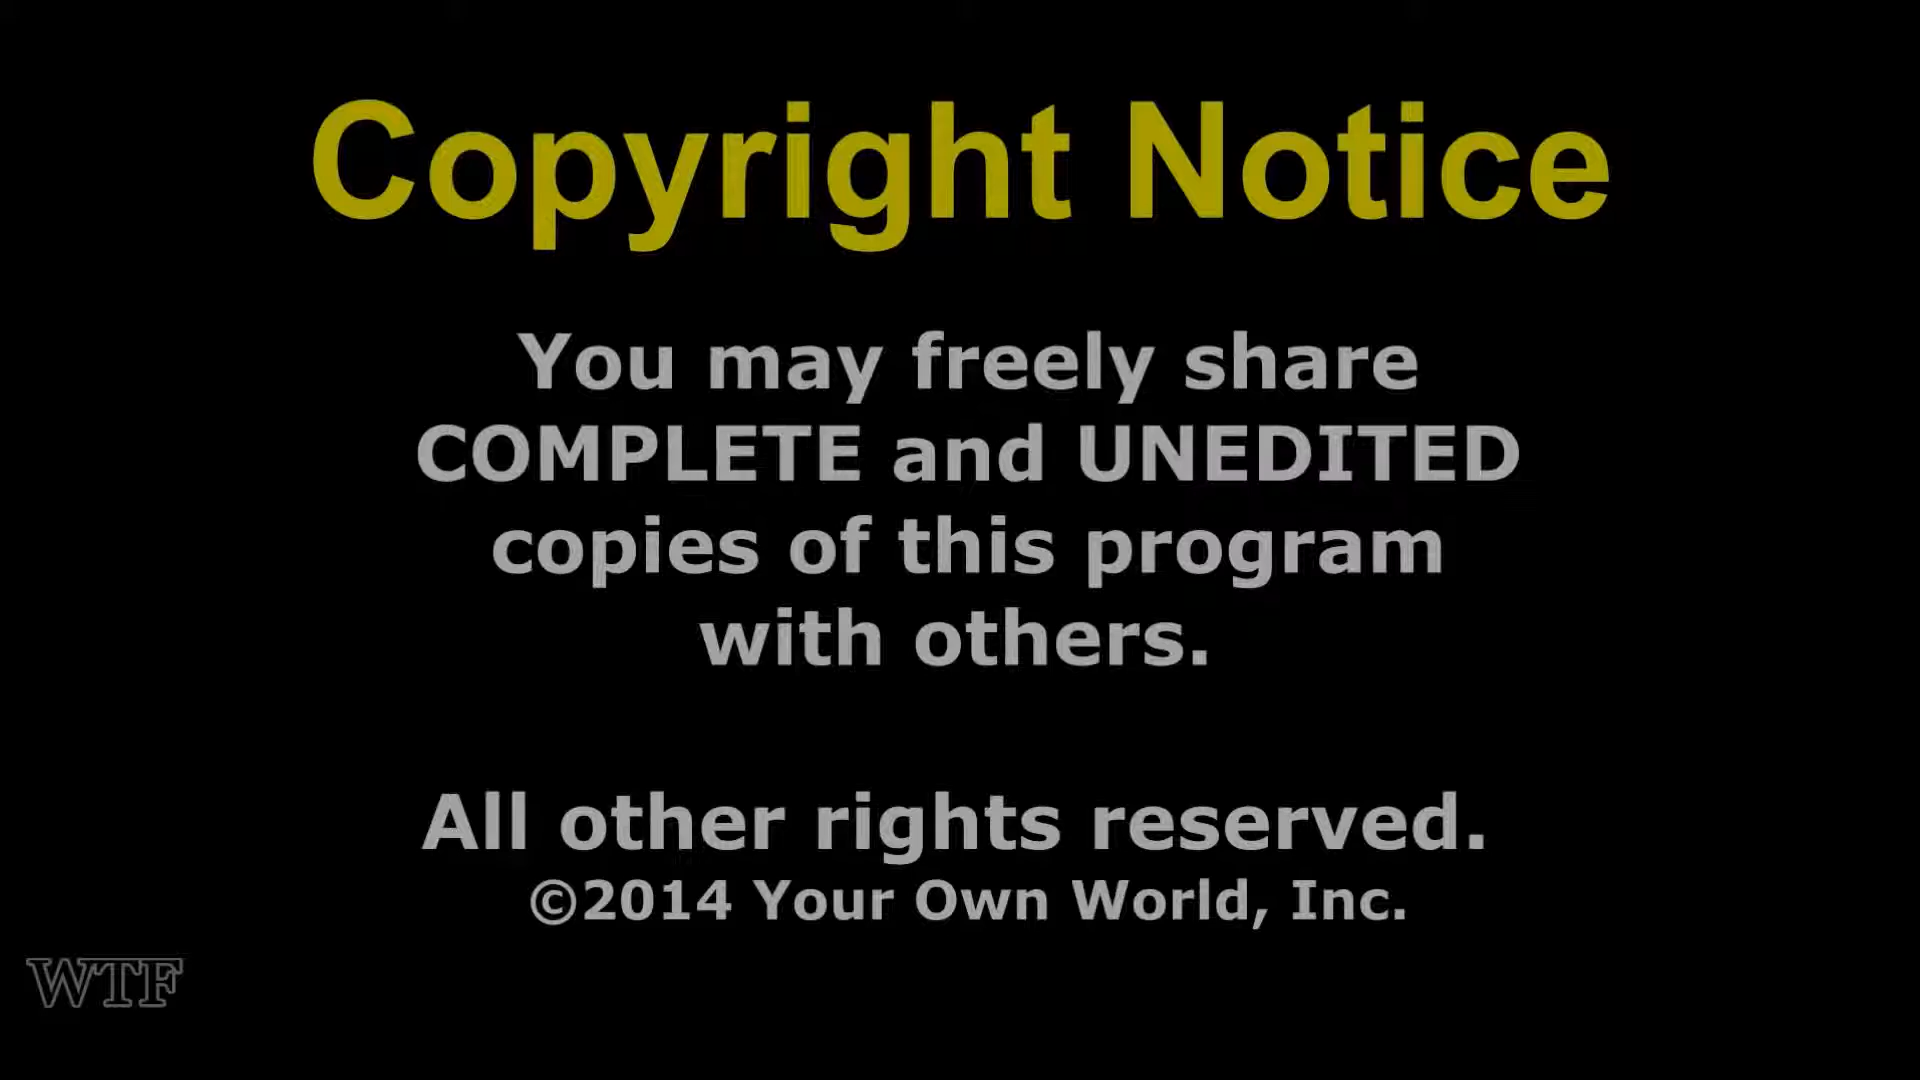 Copyright Notice
You may freely share
COMPLETE and UNEDITED
copies of this program
with others.
All other rights reserved.
©2014 Your Own World, Inc.
WTF